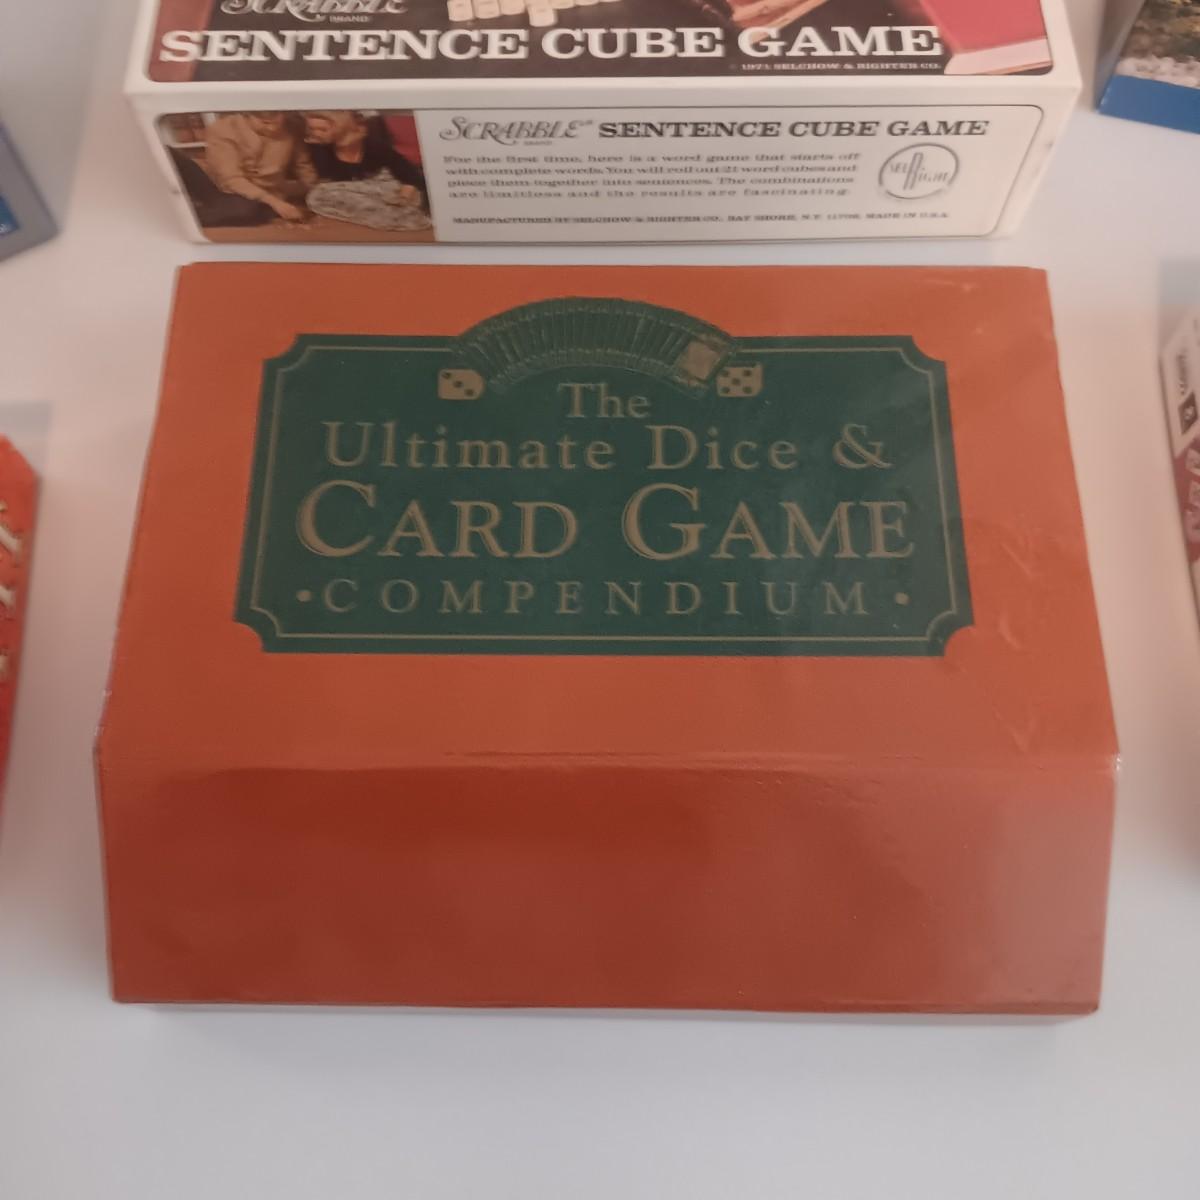 SCRABBLE
BRAND
SENTENCE CUBE GAME
1971 SELCHOW & RIGHTER CO.
SCRABBLE SENTENCE CUBE GAME
BRAND
For the first time, here is a word game that starts off
with complete words. You will roll out 21 word cubes and
piece them together into sentences. The combinations
are limitless and the results are fascinating.
SELRIGHT
MANUFACTURED BY SELCHOW & RIGHTER CO. BAY SHORE, N.Y. 11706, MADE IN U.S.A.
The
Ultimate Dice &
CARD GAME
• COMPENDIUM •